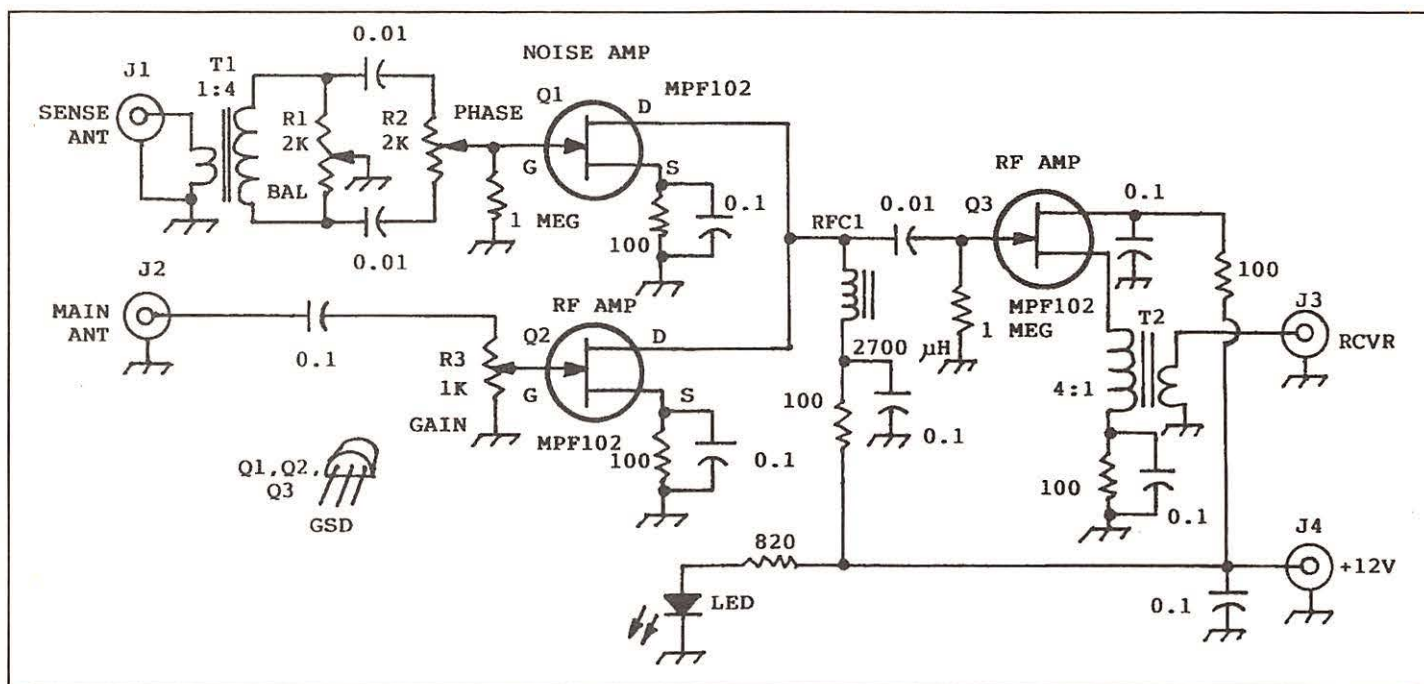 0.01
NOISE AMP
J1
T1
1:4
SENSE
ANT
R1
2K
R2
2K
PHASE
BAL
0.01
Q1
D
MPF102
G
S
1 MEG
100
0.1
J2
MAIN
ANT
0.1
R3
1K
GAIN
RF AMP
Q2
D
G
S
MPF102
100
0.1
Q1,Q2,
Q3
GSD
RFC1
2700 µH
100
0.1
0.01
RF AMP
Q3
0.1
1
MPF102
MEG
100
T2
4:1
J3
RCVR
100
0.1
820
LED
J4
+12V
0.1